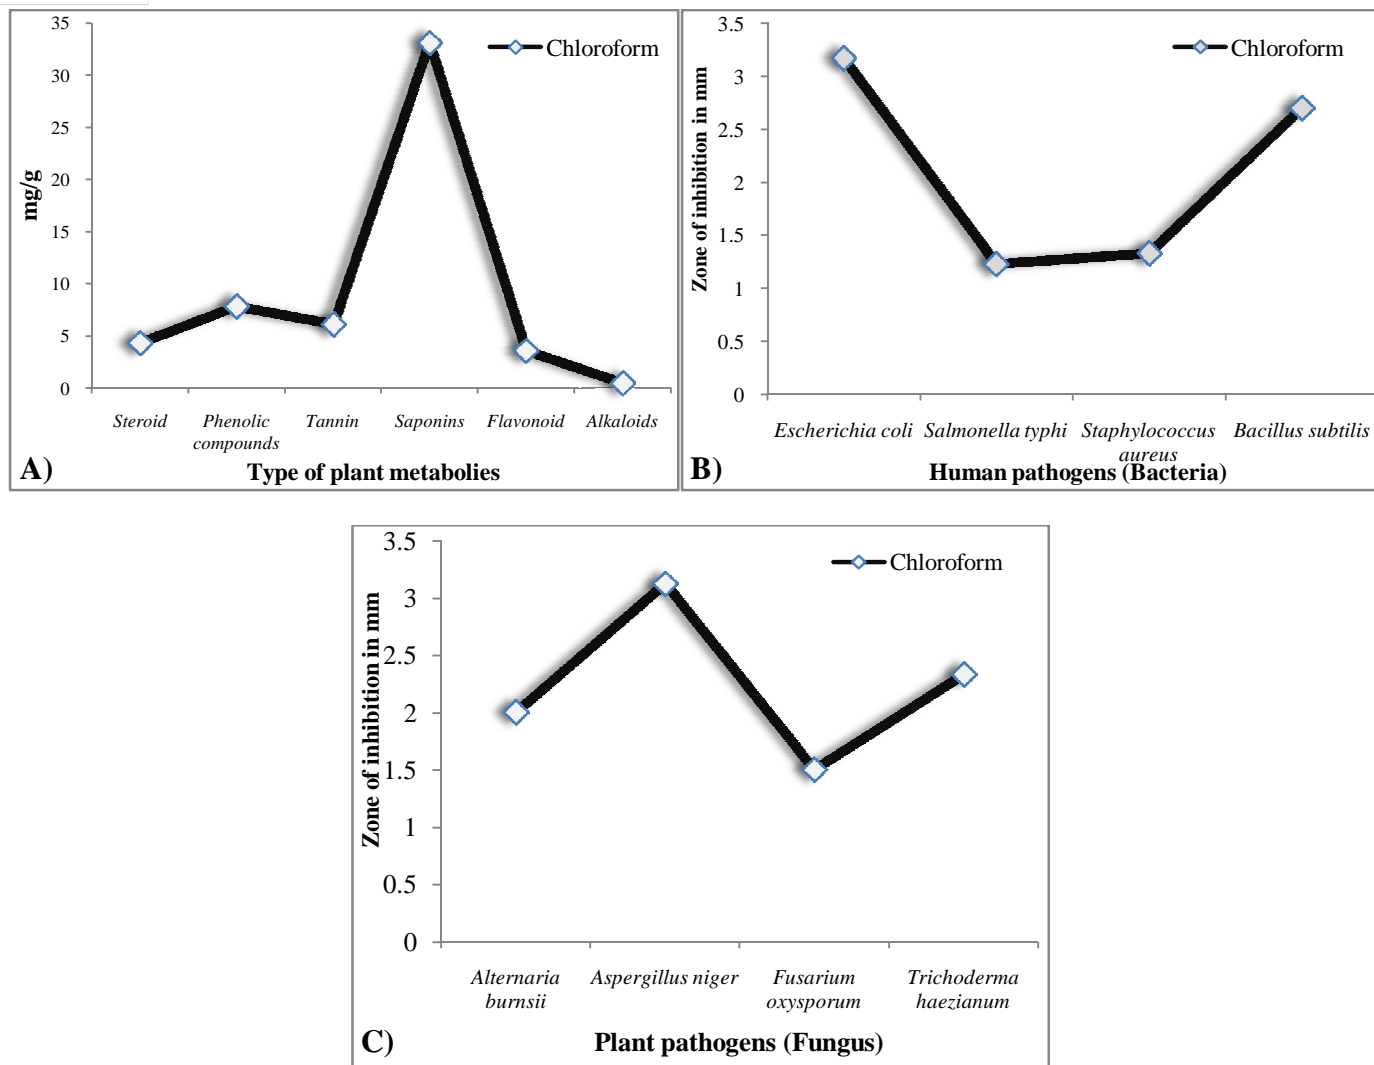 35
30
25
20
15
10
5
0
mg/g
Chloroform
Steroid
Phenolic
compounds
Tannin
Saponins
Flavonoid
Alkaloids
A)
Type of plant metabolies
3.5
3
2.5
2
1.5
1
0.5
0
Zone of inhibition in mm
Chloroform
Escherichia coli
Salmonella typhi
Staphylococcus
aureus
Bacillus subtilis
B)
Human pathogens (Bacteria)
3.5
3
2.5
2
1.5
1
0.5
0
Zone of inhibition in mm
Chloroform
Alternaria
burnsii
Aspergillus niger
Fusarium
oxysporum
Trichoderma
haezianum
C)
Plant pathogens (Fungus)